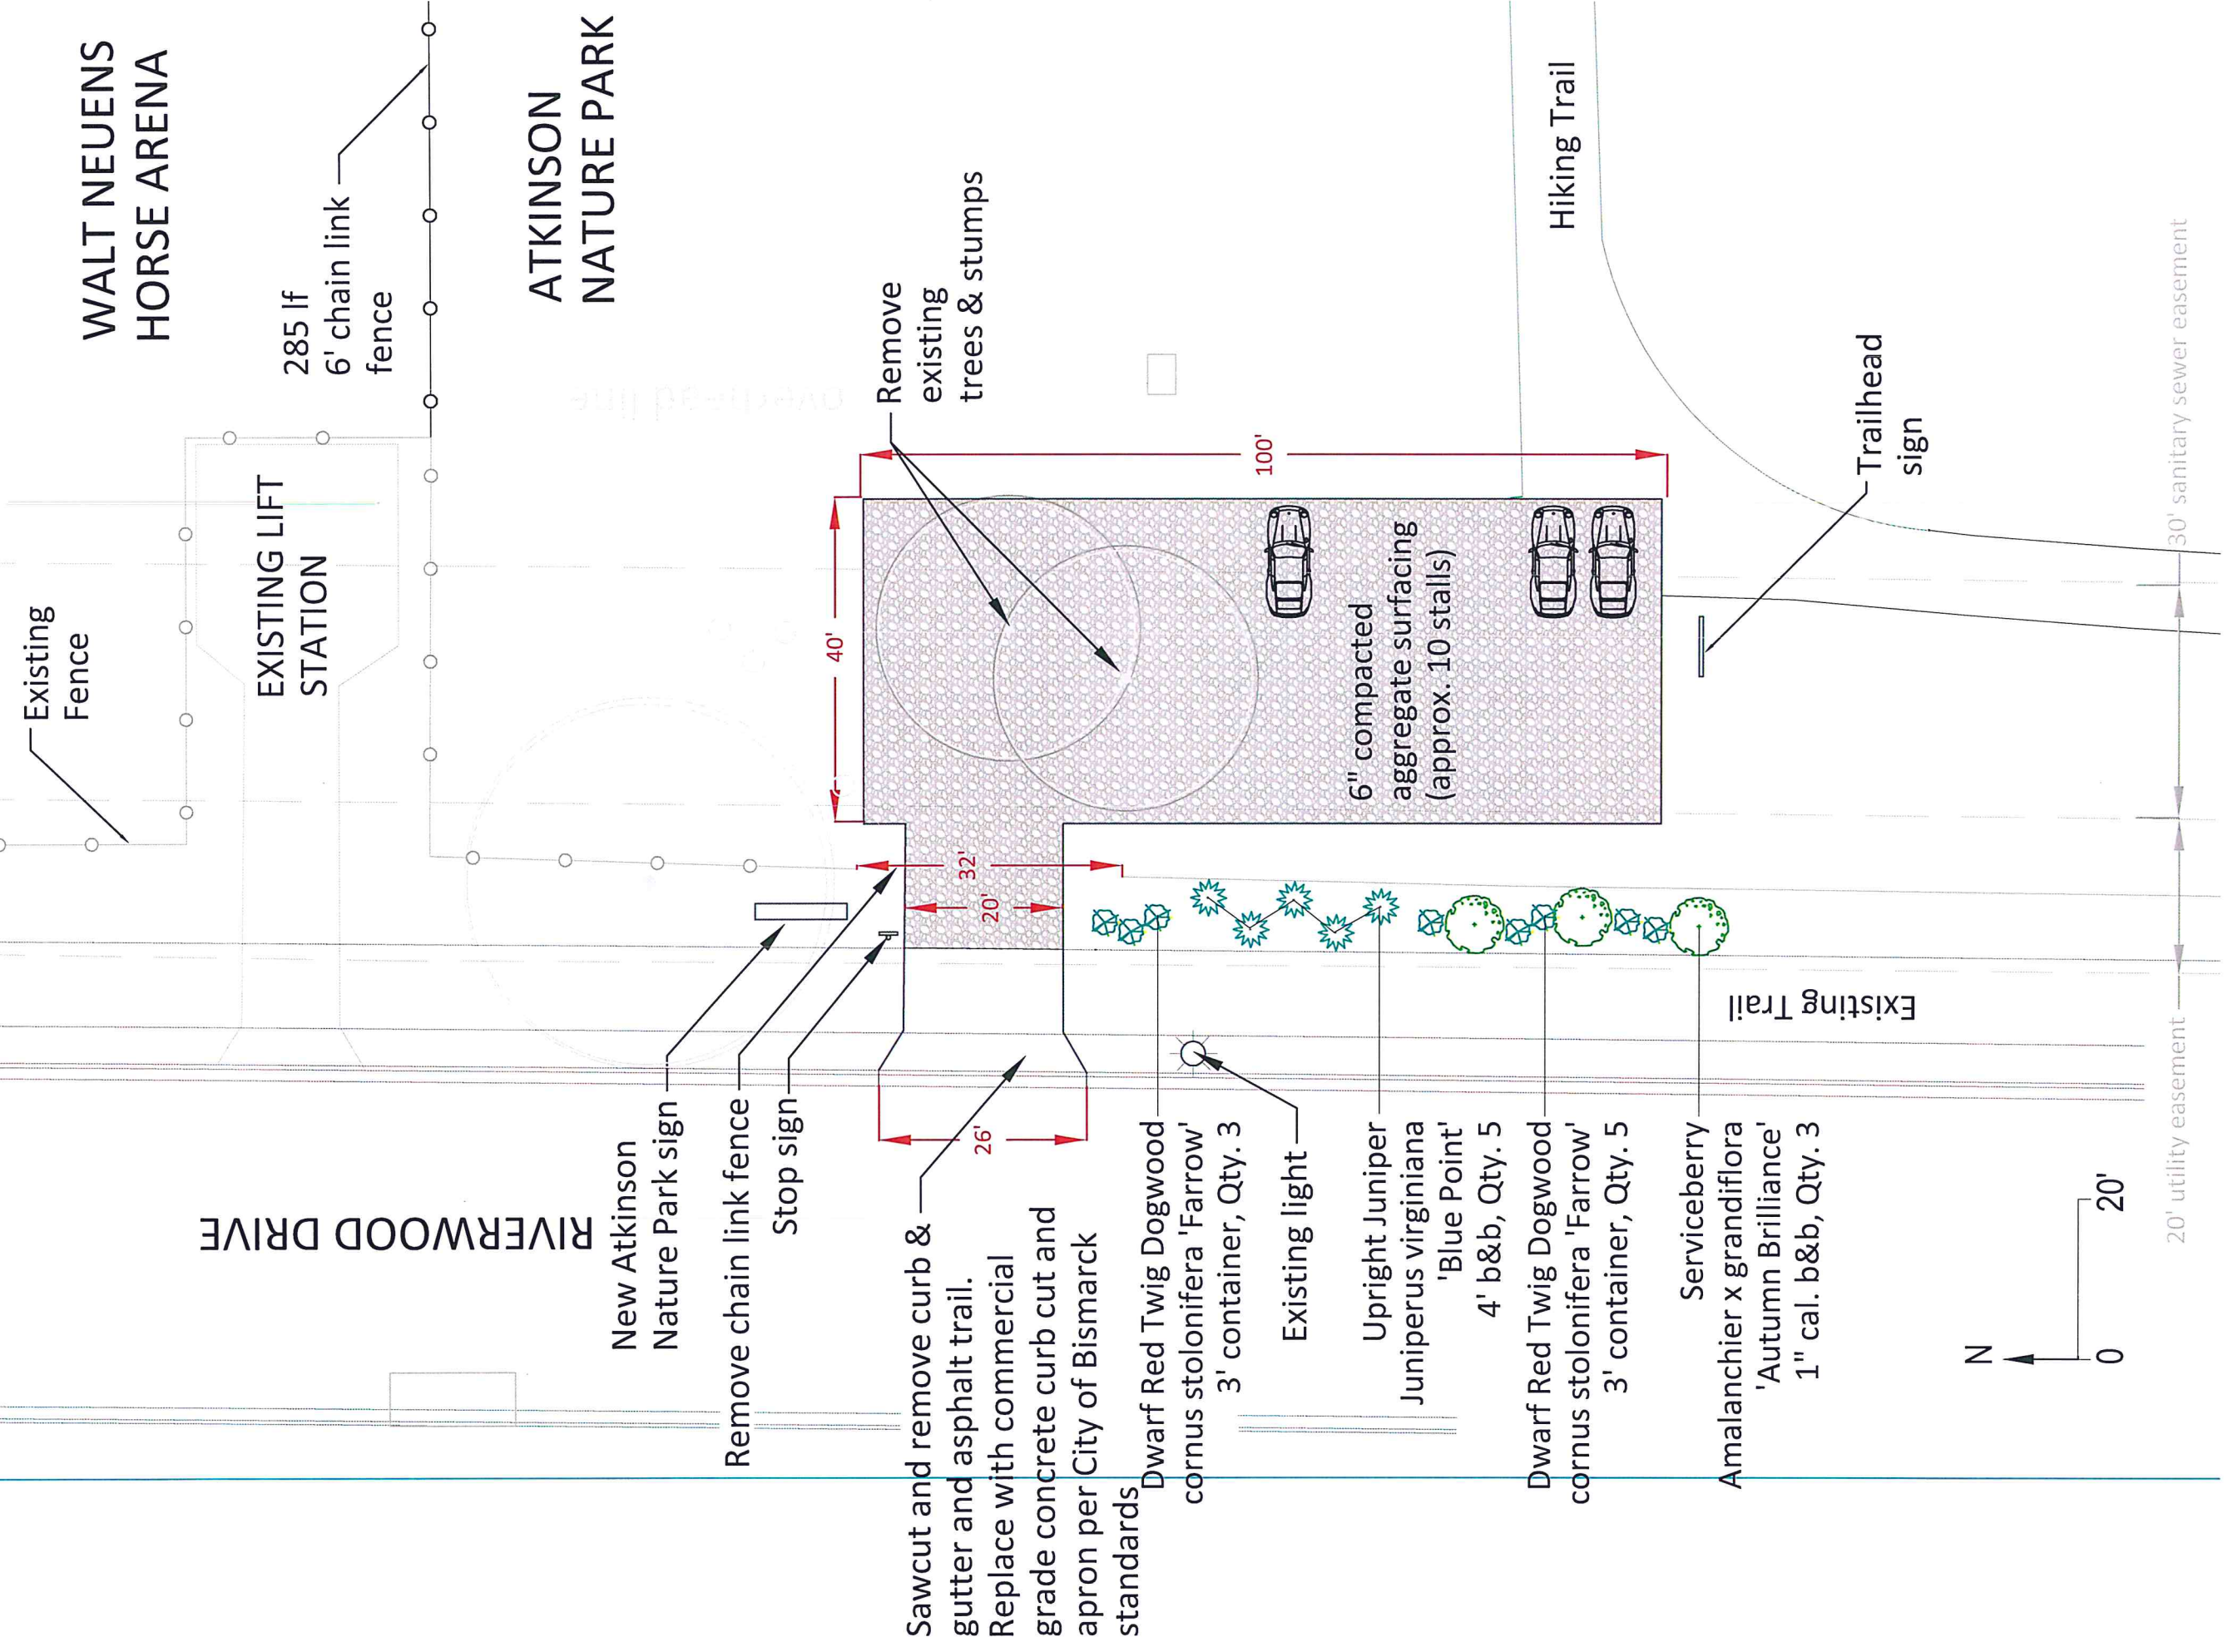 WALT NEUENS
HORSE ARENA
285 lf
6' chain link
fence
ATKINSON
NATURE PARK
Existing
Fence
EXISTING LIFT
STATION
overhead line
Remove
existing
trees & stumps
Hiking Trail
100'
40'
32'
20'
26'
6" compacted
aggregate surfacing
(approx. 10 stalls)
Trailhead
sign
30' sanitary sewer easement
20' utility easement
Existing Trail
RIVERWOOD DRIVE
New Atkinson
Nature Park sign
Remove chain link fence
Stop sign
Sawcut and remove curb &
gutter and asphalt trail.
Replace with commercial
grade concrete curb cut and
apron per City of Bismarck
standards
Dwarf Red Twig Dogwood
cornus stolonifera 'Farrow'
3' container, Qty. 3
Existing light
Upright Juniper
Juniperus virginiana
'Blue Point'
4' b&b, Qty. 5
Dwarf Red Twig Dogwood
cornus stolonifera 'Farrow'
3' container, Qty. 5
Serviceberry
Amalanchier x grandiflora
'Autumn Brilliance'
1" cal. b&b, Qty. 3
N
0
20'